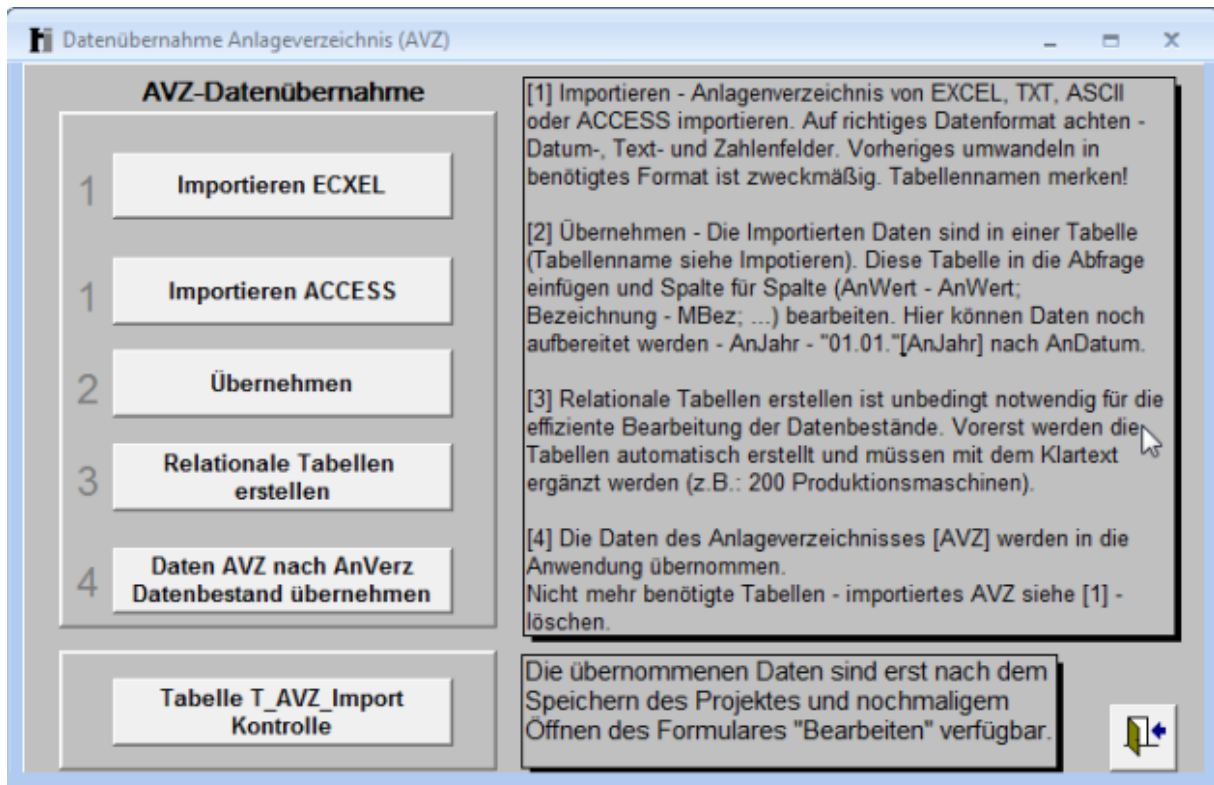 Datenübernahme Anlageverzeichnis (AVZ)
AVZ-Datenübernahme
1
Importieren ECXEL
1
Importieren ACCESS
2
Übernehmen
3
Relationale Tabellen
erstellen
4
Daten AVZ nach AnVerz
Datenbestand übernehmen
Tabelle T_AVZ_Import
Kontrolle
[1] Importieren - Anlagenverzeichnis von EXCEL, TXT, ASCII
oder ACCESS importieren. Auf richtiges Datenformat achten -
Datum-, Text- und Zahlenfelder. Vorheriges umwandeln in
benötigtes Format ist zweckmäßig. Tabellennamen merken!
[2] Übernehmen - Die Importierten Daten sind in einer Tabelle
(Tabellenname siehe Impotieren). Diese Tabelle in die Abfrage
einfügen und Spalte für Spalte (AnWert - AnWert;
Bezeichnung - MBez; ...) bearbeiten. Hier können Daten noch
aufbereitet werden - AnJahr - "01.01."[AnJahr] nach AnDatum.
[3] Relationale Tabellen erstellen ist unbedingt notwendig für die
effiziente Bearbeitung der Datenbestände. Vorerst werden die
Tabellen automatisch erstellt und müssen mit dem Klartext
ergänzt werden (z.B.: 200 Produktionsmaschinen).
[4] Die Daten des Anlageverzeichnisses [AVZ] werden in die
Anwendung übernommen.
Nicht mehr benötigte Tabellen - importiertes AVZ siehe [1] -
löschen.
Die übernommenen Daten sind erst nach dem
Speichern des Projektes und nochmaligem
Öffnen des Formulares "Bearbeiten" verfügbar.